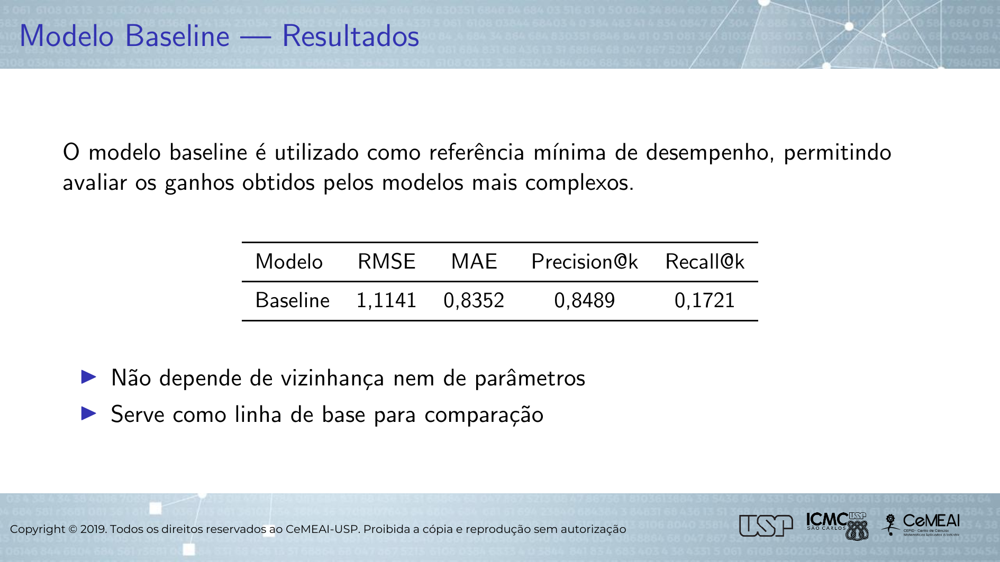 Modelo Baseline — Resultados
O modelo baseline é utilizado como referência mínima de desempenho, permitindo
avaliar os ganhos obtidos pelos modelos mais complexos.
Modelo RMSE MAE Precision@k Recall@k
Baseline 1,1141 0,8352 0,8489 0,1721
Não depende de vizinhança nem de parâmetros
Serve como linha de base para comparação
Copyright © 2019. Todos os direitos reservados ao CeMEAI-USP. Proibida a cópia e reprodução sem autorização
USP
ICMC USP
SÃO CARLOS
CeMEAI
CEPID - Centro de Ciências
Matemáticas Aplicadas à Indústria